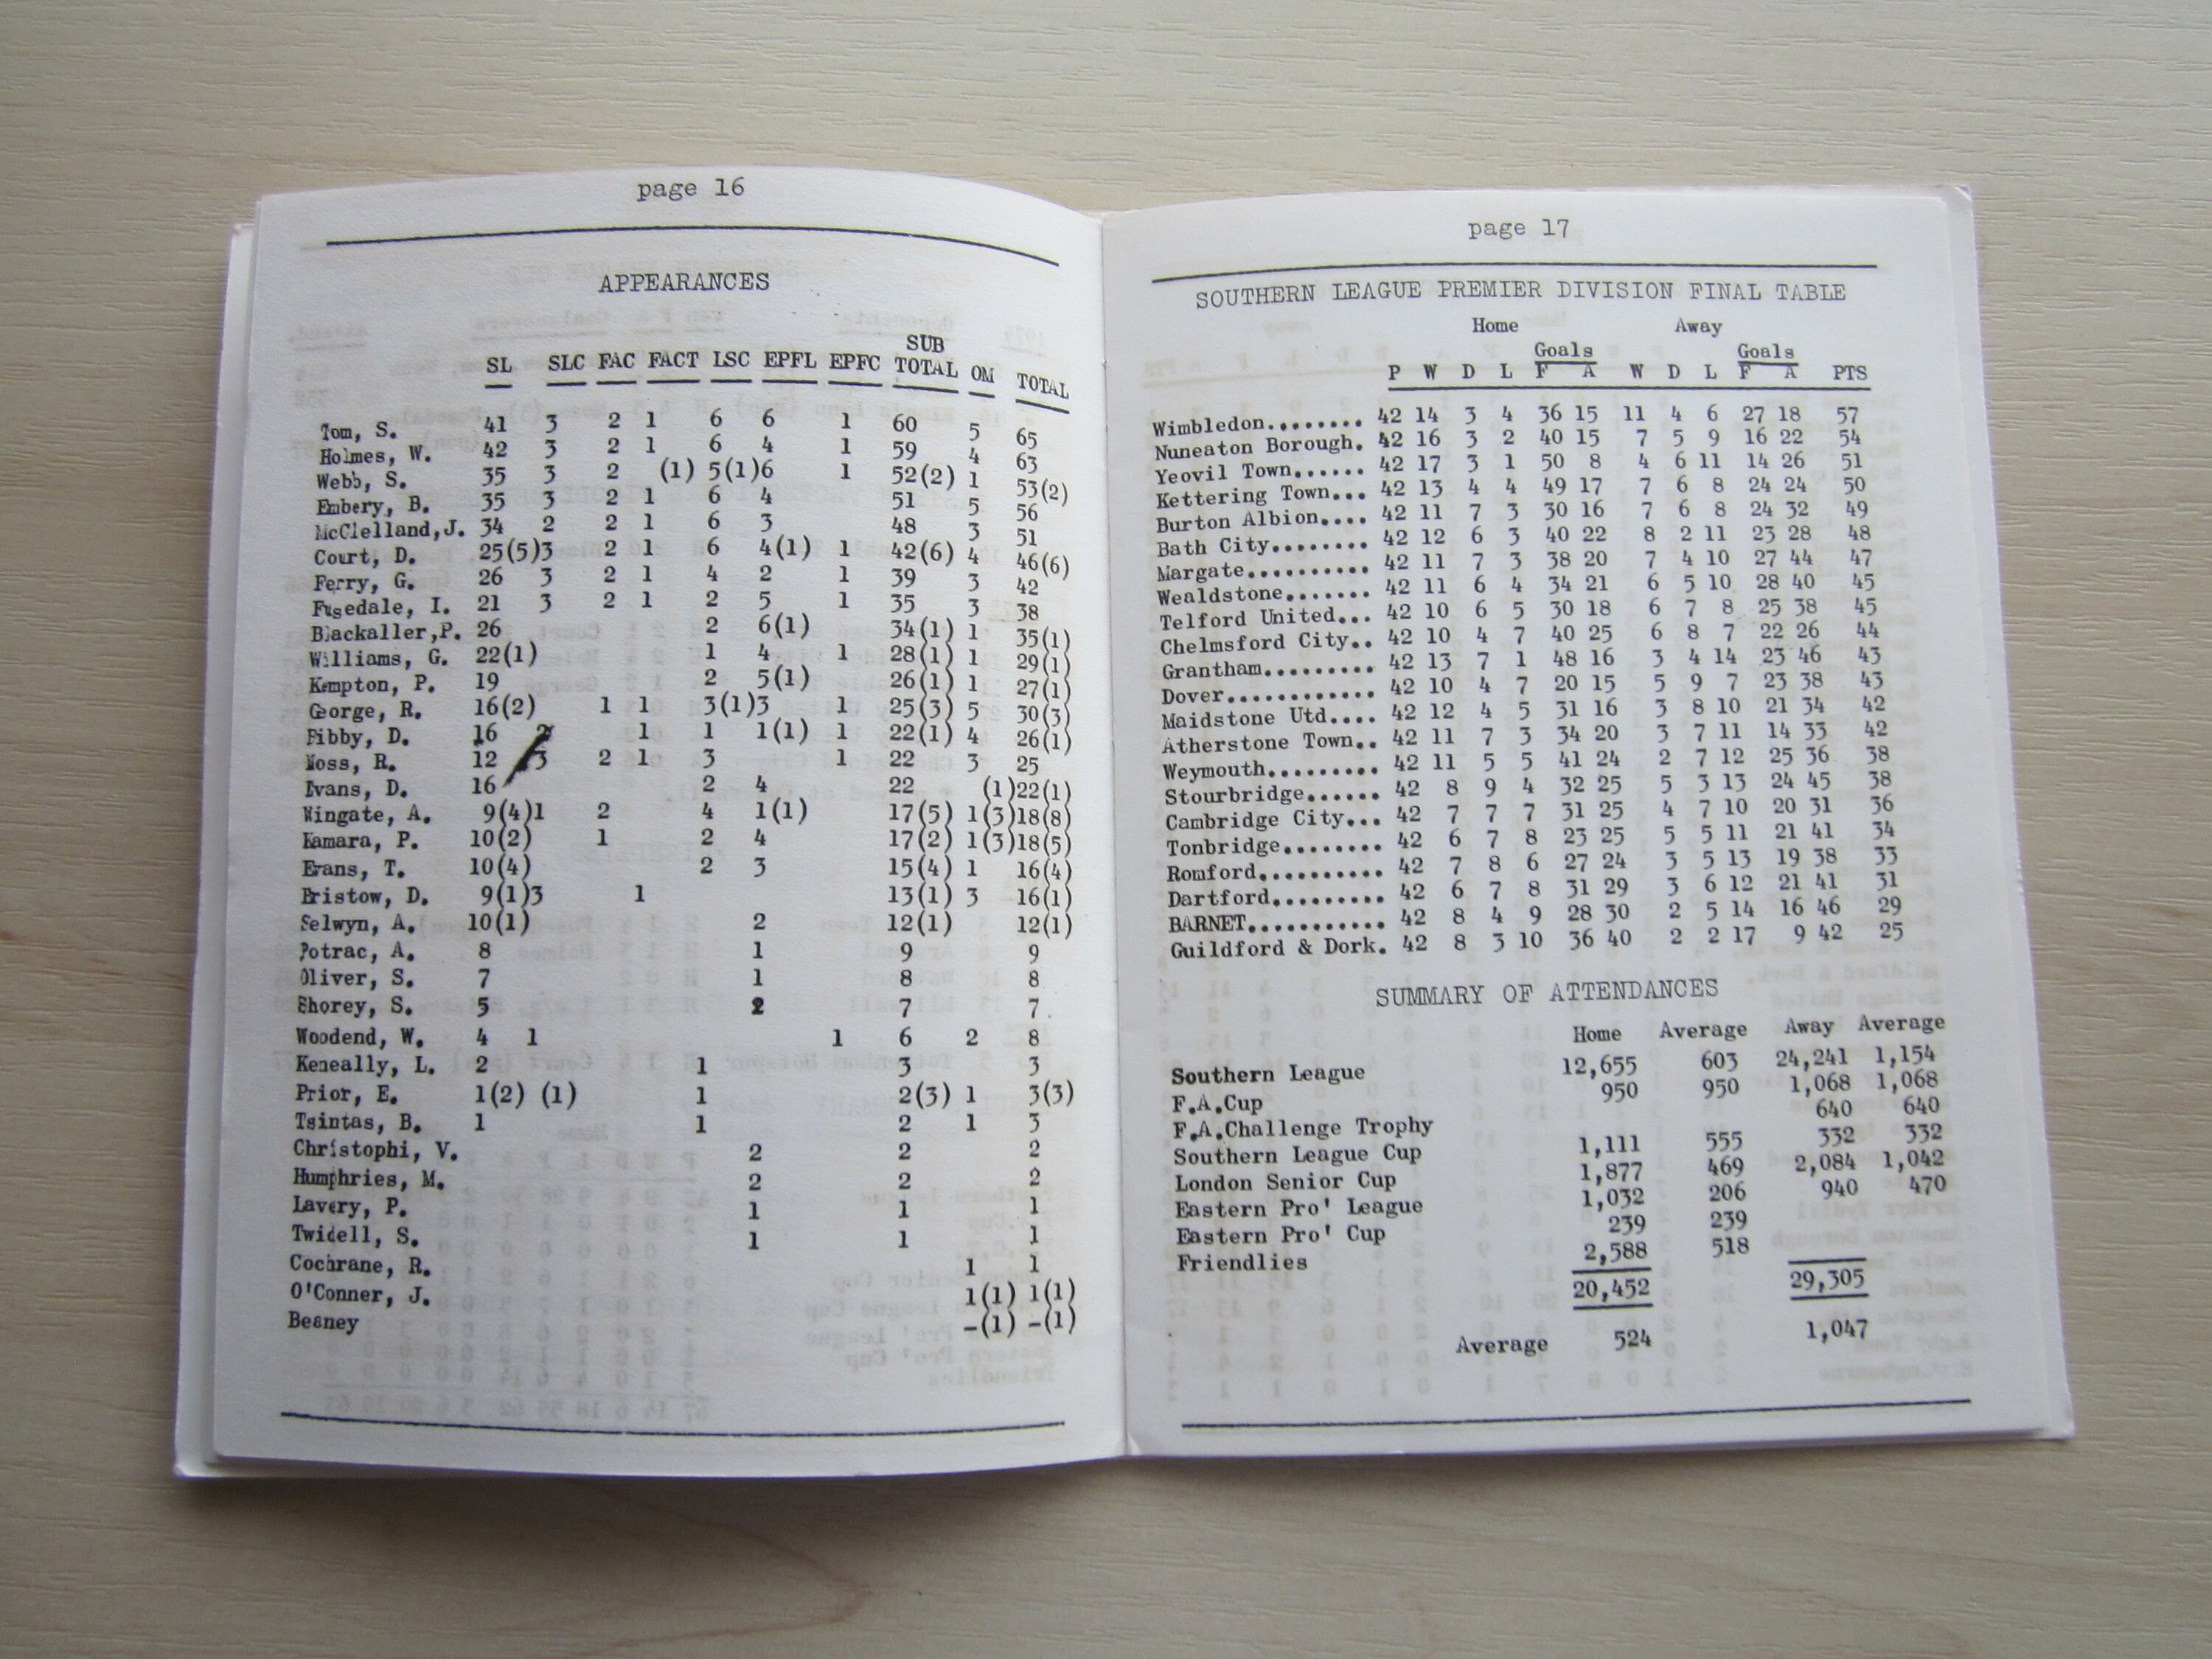 page 16
APPEARANCES
SUB
SL SLC FAC FACT LSC EPFL EPFC TOTAL OM TOTAL
Tom, S. 41 3 2 1 6 6 1 60 5 65
Holmes, W. 42 3 2 1 6 4 1 59 4 63
Webb, S. 35 3 2 (1) 5(1)6 1 52(2) 1 53(2)
Embery, B. 35 3 2 1 6 4 51 5 56
McClelland,J. 34 2 2 1 6 3 48 3 51
Court, D. 25(5)3 2 1 6 4(1) 1 42(6) 4 46(6)
Ferry, G. 26 3 2 1 4 2 1 39 3 42
Fusedale, I. 21 3 2 1 2 5 1 35 3 38
Blackaller,P. 26 2 6(1) 34(1) 1 35(1)
Williams, G. 22(1) 1 4 1 28(1) 1 29(1)
Kempton, P. 19 2 5(1) 26(1) 1 27(1)
George, R. 16(2) 1 1 3(1)3 1 25(3) 5 30(3)
Fibby, D. 16 2 1 1 1(1) 1 22(1) 4 26(1)
Moss, R. 12 3 2 1 3 1 22 3 25
Evans, D. 16 2 4 22 (1)22(1)
Wingate, A. 9(4)1 2 4 1(1) 17(5) 1(3)18(8)
Kamara, P. 10(2) 1 2 4 17(2) 1(3)18(5)
Evans, T. 10(4) 2 3 15(4) 1 16(4)
Bristow, D. 9(1)3 1 13(1) 3 16(1)
Selwyn, A. 10(1) 2 12(1) 12(1)
Potrac, A. 8 1 9 9
Oliver, S. 7 1 8 8
Shorey, S. 5 2 7 7
Woodend, W. 4 1 1 6 2 8
Keneally, L. 2 1 3 3
Prior, E. 1(2) (1) 1 2(3) 1 3(3)
Tsintas, B. 1 1 2 1 3
Christophi, V. 2 2 2
Humphries, M. 2 2 2
Lavery, P. 1 1 1
Twidell, S. 1 1 1
Cochrane, R. 1 1
O'Conner, J. 1(1) 1(1)
Beaney -(1) -(1)
page 17
SOUTHERN LEAGUE PREMIER DIVISION FINAL TABLE
Home Away
Goals Goals
P W D L F A W D L F A PTS
Wimbledon........ 42 14 3 4 36 15 11 4 6 27 18 57
Nuneaton Borough. 42 16 3 2 40 15 7 5 9 16 22 54
Yeovil Town...... 42 17 3 1 50 8 4 6 11 14 26 51
Kettering Town... 42 13 4 4 49 17 7 6 8 24 24 50
Burton Albion.... 42 11 7 3 30 16 7 6 8 24 32 49
Bath City........ 42 12 6 3 40 22 8 2 11 23 28 48
Margate.......... 42 11 7 3 38 20 7 4 10 27 44 47
Wealdstone....... 42 11 6 4 34 21 6 5 10 28 40 45
Telford United... 42 10 6 5 30 18 6 7 8 25 38 45
Chelmsford City.. 42 10 4 7 40 25 6 8 7 22 26 44
Grantham......... 42 13 7 1 48 16 3 4 14 23 46 43
Dover............ 42 10 4 7 20 15 5 9 7 23 38 43
Maidstone Utd.... 42 12 4 5 31 16 3 8 10 21 34 42
Atherstone Town.. 42 11 7 3 34 20 3 7 11 14 33 42
Weymouth......... 42 11 5 5 41 24 2 7 12 25 36 38
Stourbridge...... 42 8 9 4 32 25 5 3 13 24 45 38
Cambridge City... 42 7 7 7 31 25 4 7 10 20 31 36
Tonbridge........ 42 6 7 8 23 25 5 5 11 21 41 34
Romford.......... 42 7 8 6 27 24 3 5 13 19 38 33
Dartford......... 42 6 7 8 31 29 3 6 12 21 41 31
BARNET........... 42 8 4 9 28 30 2 5 14 16 46 29
Guildford & Dork. 42 8 3 10 36 40 2 2 17 9 42 25
SUMMARY OF ATTENDANCES
Home Average Away Average
Southern League 12,655 603 24,241 1,154
F.A.Cup 950 950 1,068 1,068
F.A.Challenge Trophy 640 640
Southern League Cup 1,111 555 332 332
London Senior Cup 1,877 469 2,084 1,042
Eastern Pro' League 1,032 206 940 470
Eastern Pro' Cup 239 239
Friendlies 2,588 518
20,452 29,305
Average 524 1,047